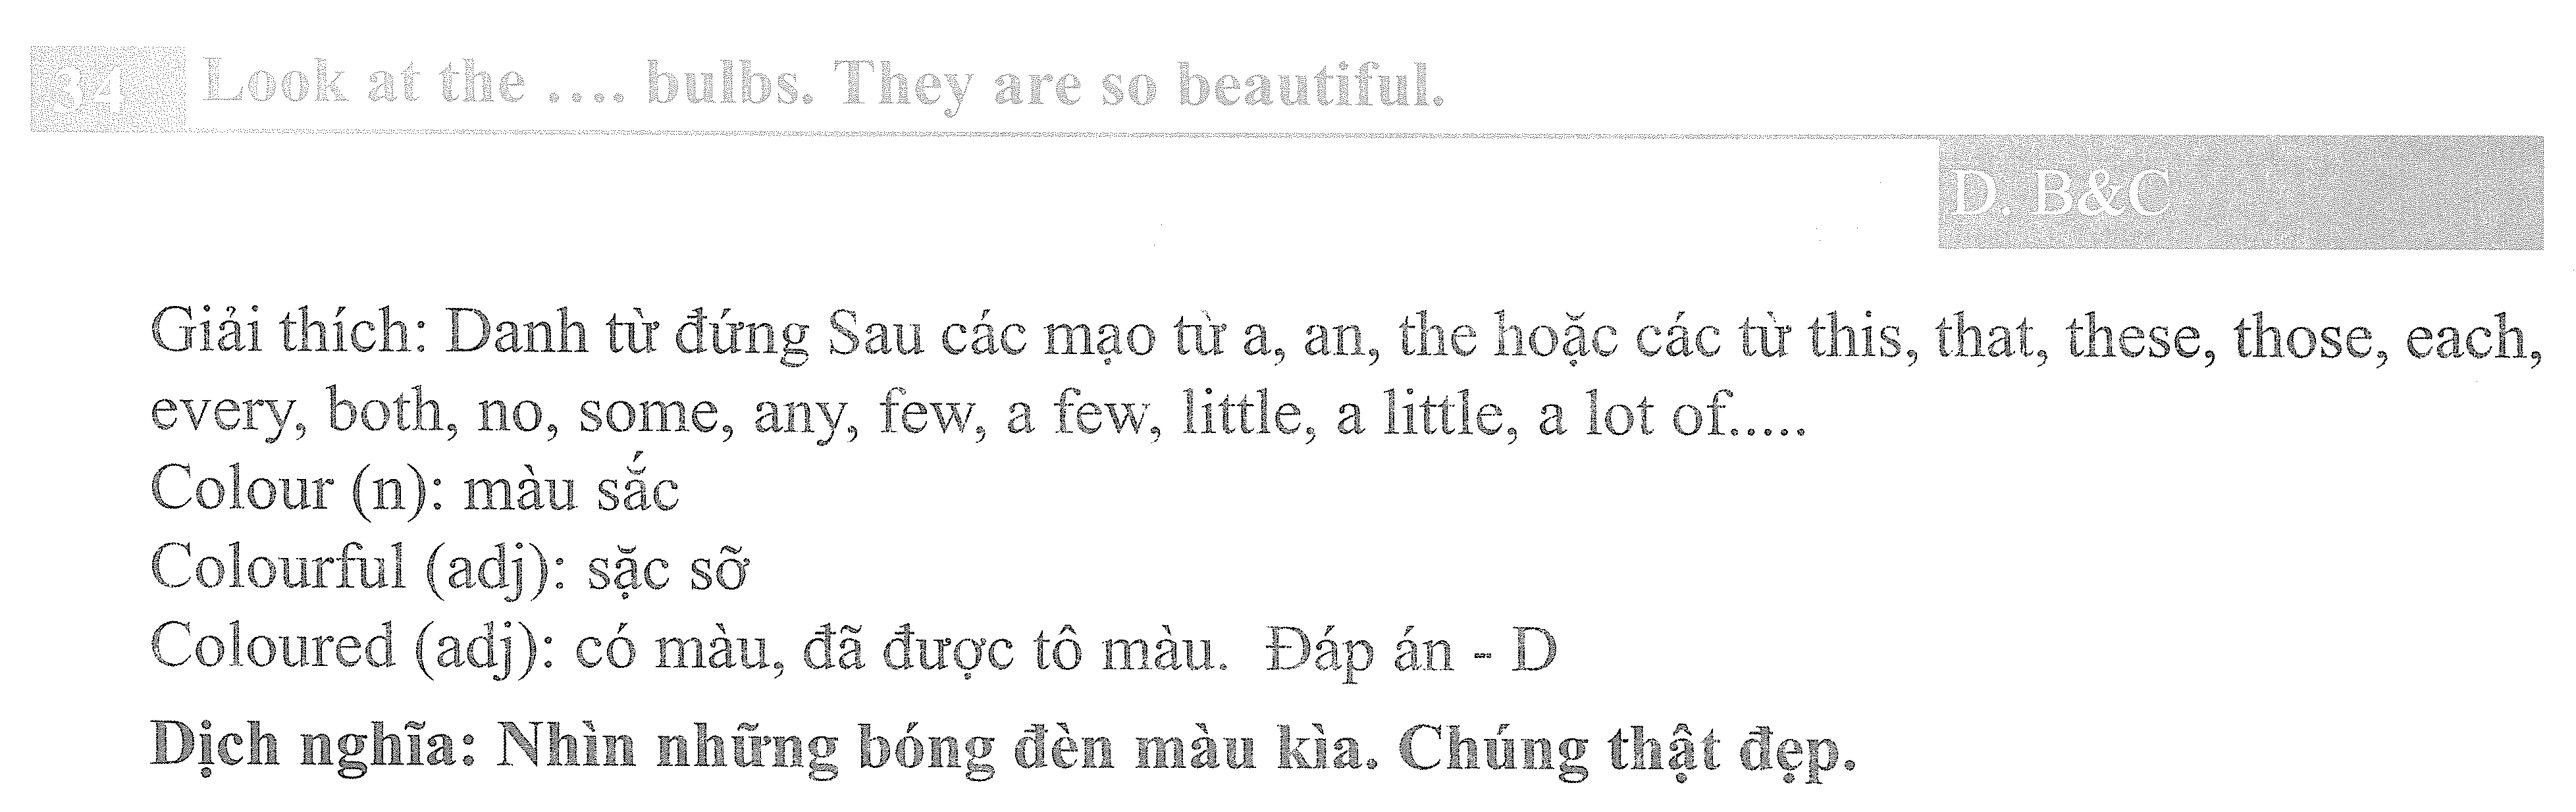 34 Look at the .... bulbs. They are so beautiful.
D. B&C
Giải thích: Danh từ đứng Sau các mạo từ a, an, the hoặc các từ this, that, these, those, each,
every, both, no, some, any, few, a few, little, a little, a lot of.....
Colour (n): màu sắc
Colourful (adj): sặc sỡ
Coloured (adj): có màu, đã được tô màu. Đáp án - D
Dịch nghĩa: Nhìn những bóng đèn màu kìa. Chúng thật đẹp.